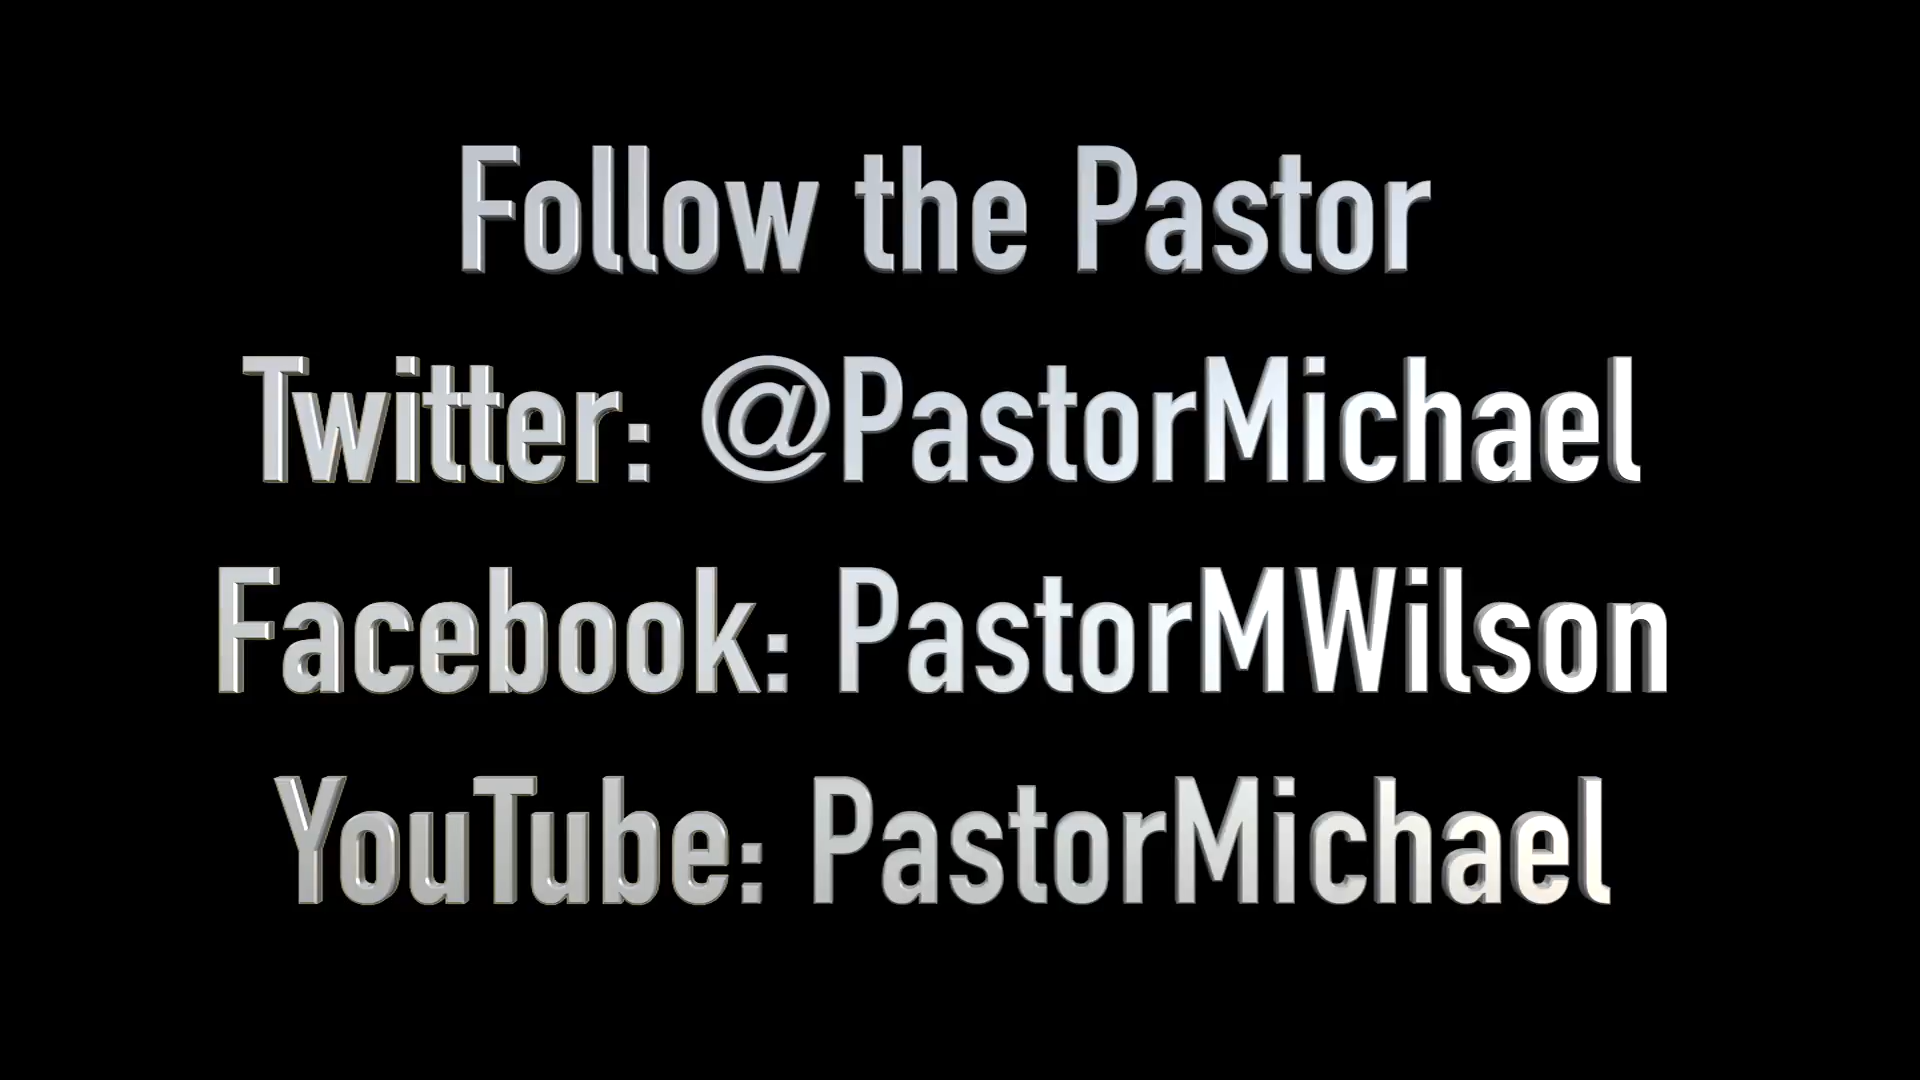 Follow the Pastor
Twitter: @PastorMichael
Facebook: PastorMWilson
YouTube: PastorMichael